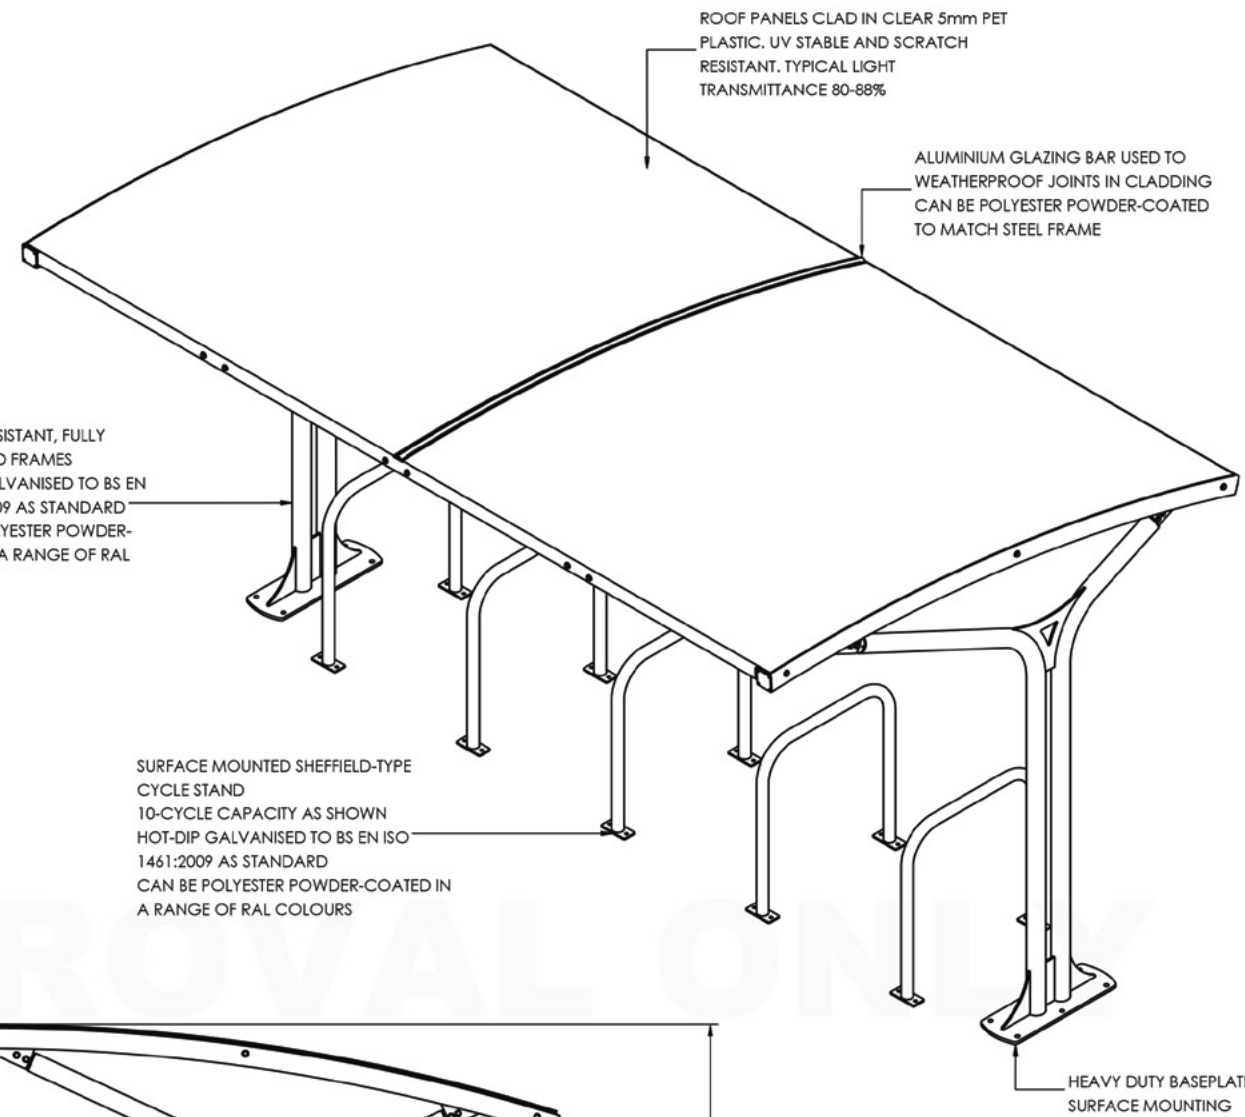 ROOF PANELS CLAD IN CLEAR 5mm PET
PLASTIC. UV STABLE AND SCRATCH
RESISTANT. TYPICAL LIGHT
TRANSMITTANCE 80-88%
ALUMINIUM GLAZING BAR USED TO
WEATHERPROOF JOINTS IN CLADDING
CAN BE POLYESTER POWDER-COATED
TO MATCH STEEL FRAME
SISTANT, FULLY
D FRAMES
LVANISED TO BS EN
09 AS STANDARD
YESTER POWDER-
A RANGE OF RAL
SURFACE MOUNTED SHEFFIELD-TYPE
CYCLE STAND
10-CYCLE CAPACITY AS SHOWN
HOT-DIP GALVANISED TO BS EN ISO
1461:2009 AS STANDARD
CAN BE POLYESTER POWDER-COATED IN
A RANGE OF RAL COLOURS
ROVAL ONLY
HEAVY DUTY BASEPLATE
SURFACE MOUNTING